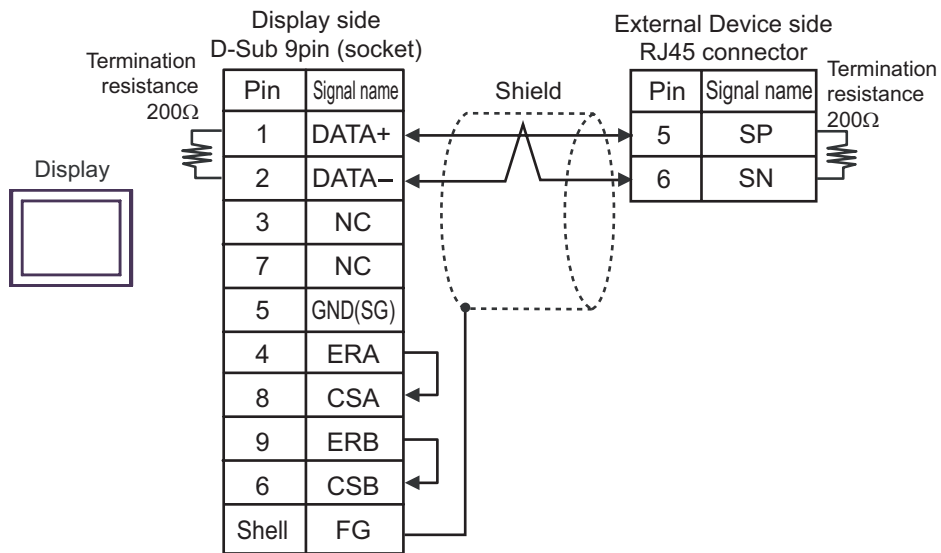 Display side
D-Sub 9pin (socket)
External Device side
RJ45 connector
Termination
resistance
200Ω
Termination
resistance
200Ω
Shield
Display
Pin Signal name
1 DATA+
2 DATA–
3 NC
7 NC
5 GND(SG)
4 ERA
8 CSA
9 ERB
6 CSB
Shell FG
Pin Signal name
5 SP
6 SN